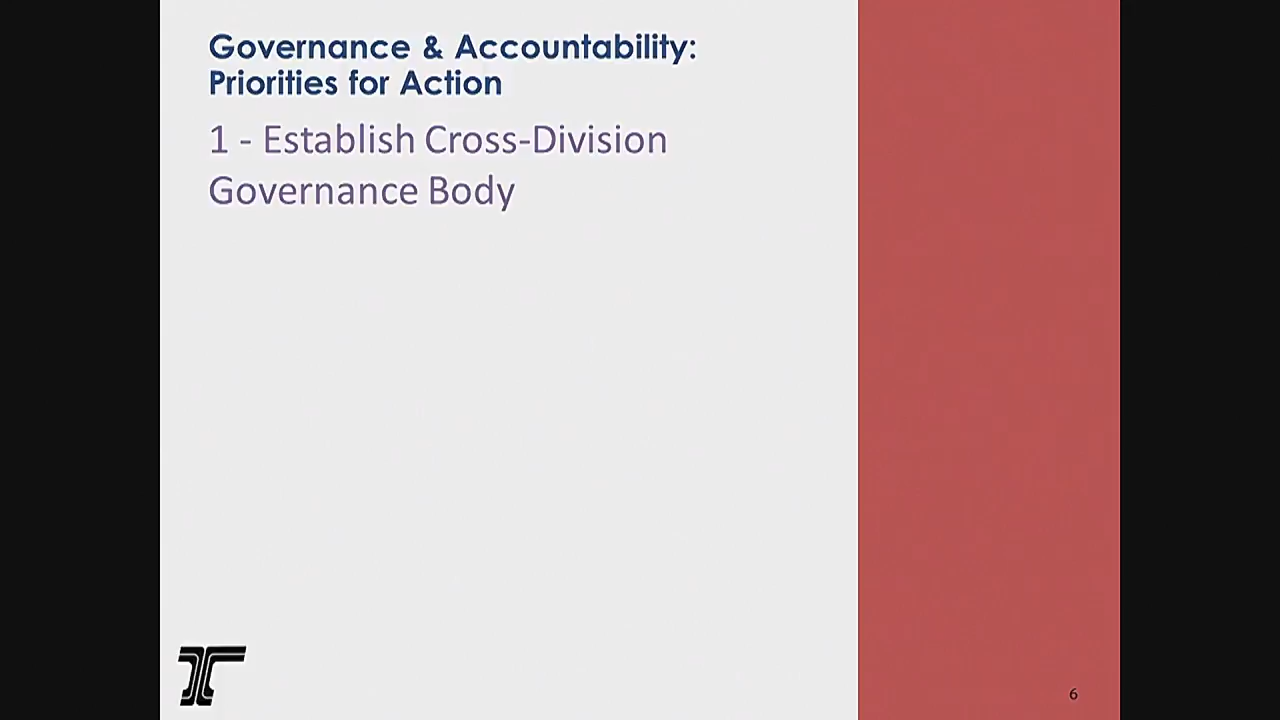 Governance & Accountability:
Priorities for Action
1 - Establish Cross-Division
Governance Body
6